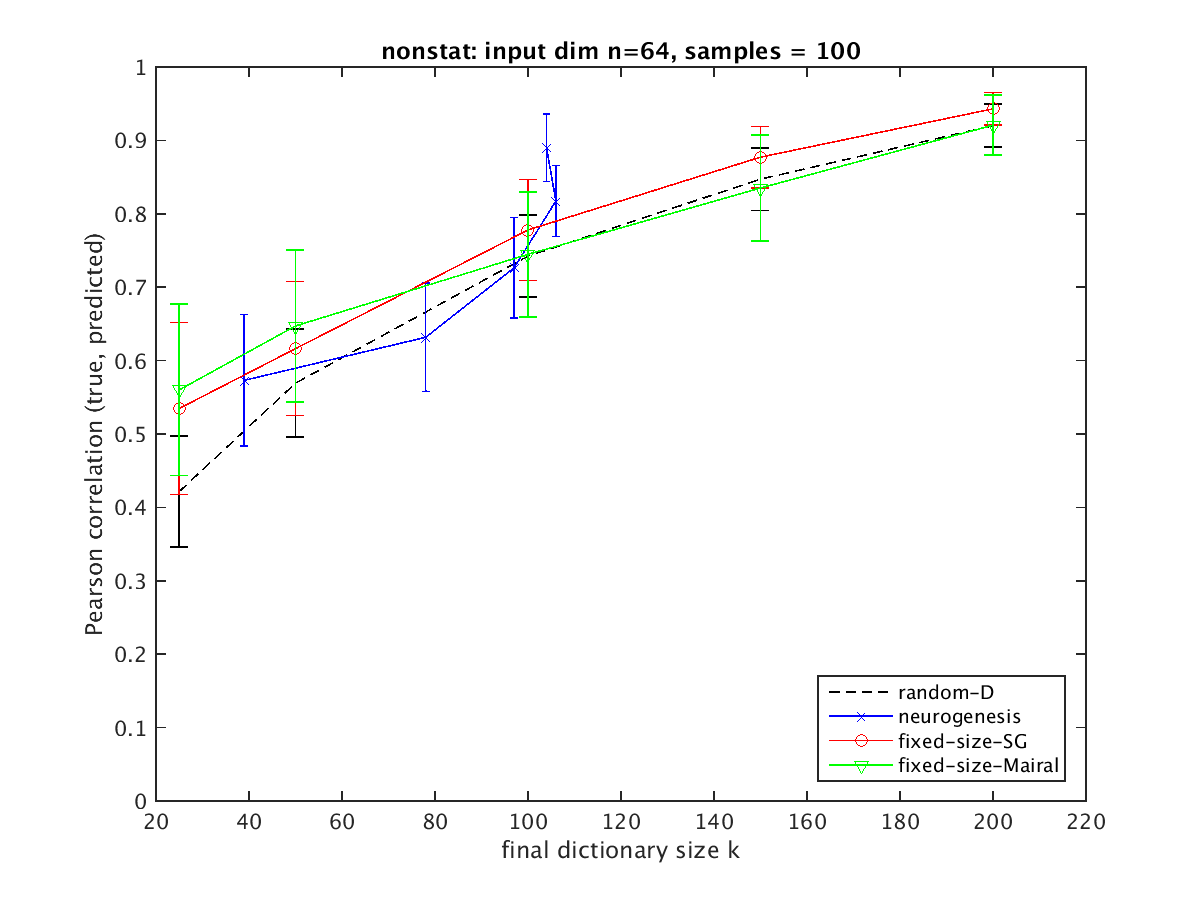 nonstat: input dim n=64, samples = 100
Pearson correlation (true, predicted)
1
0.9
0.8
0.7
0.6
0.5
0.4
0.3
0.2
0.1
0
20 40 60 80 100 120 140 160 180 200 220
final dictionary size k
random-D
neurogenesis
fixed-size-SG
fixed-size-Mairal